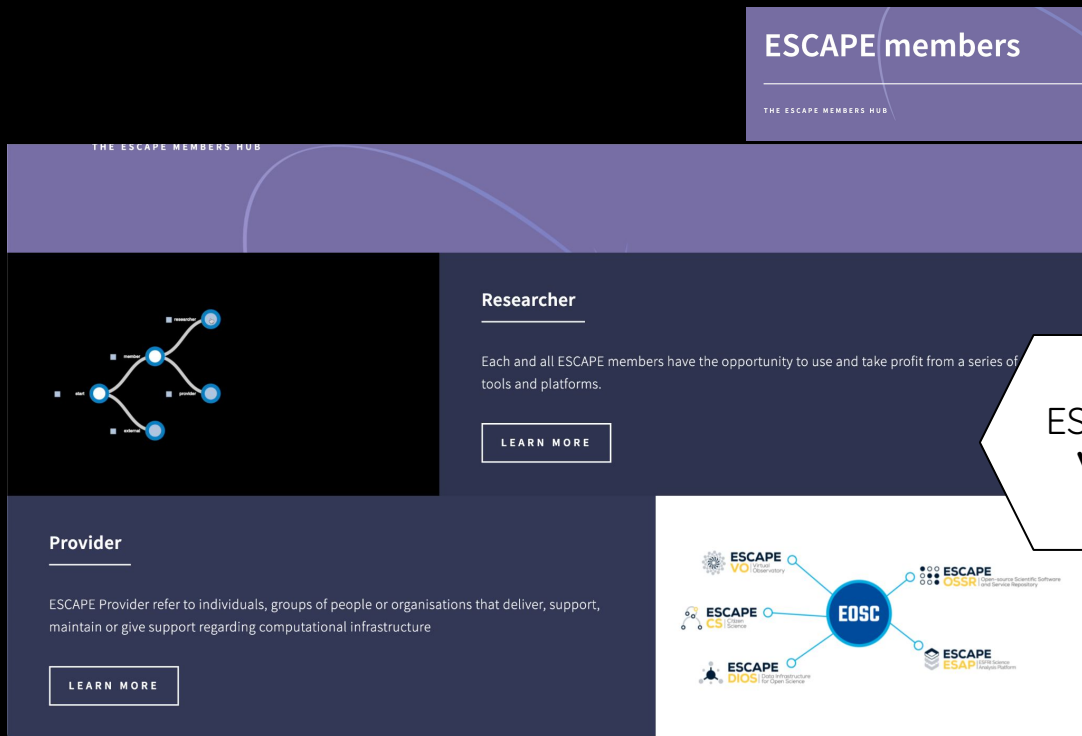 ESCAPE members
THE ESCAPE MEMBERS HUB
THE ESCAPE MEMBERS HUB
researcher
member
start
provider
external
Researcher
Each and all ESCAPE members have the opportunity to use and take profit from a series of
tools and platforms.
LEARN MORE
ES
Provider
ESCAPE Provider refer to individuals, groups of people or organisations that deliver, support,
maintain or give support regarding computational infrastructure
LEARN MORE
ESCAPE
VO Virtual
Observatory
ESCAPE
CS Citizen
Science
ESCAPE
DIOS Data Infrastructure
for Open Science
EOSC
ESCAPE
OSSR Open-source Scientific Software
and Service Repository
ESCAPE
ESAP ESFRI Science
Analysis Platform